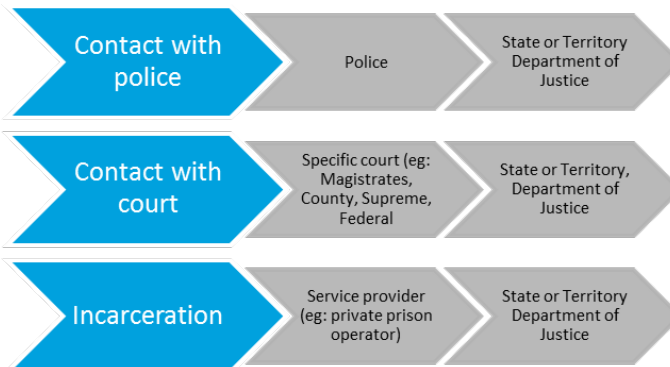 Contact with
police
Police
State or Territory
Department of
Justice
Contact with
court
Specific court (eg:
Magistrates,
County, Supreme,
Federal
State or Territory,
Department of
Justice
Incarceration
Service provider
(eg: private prison
operator)
State or Territory
Department of
Justice